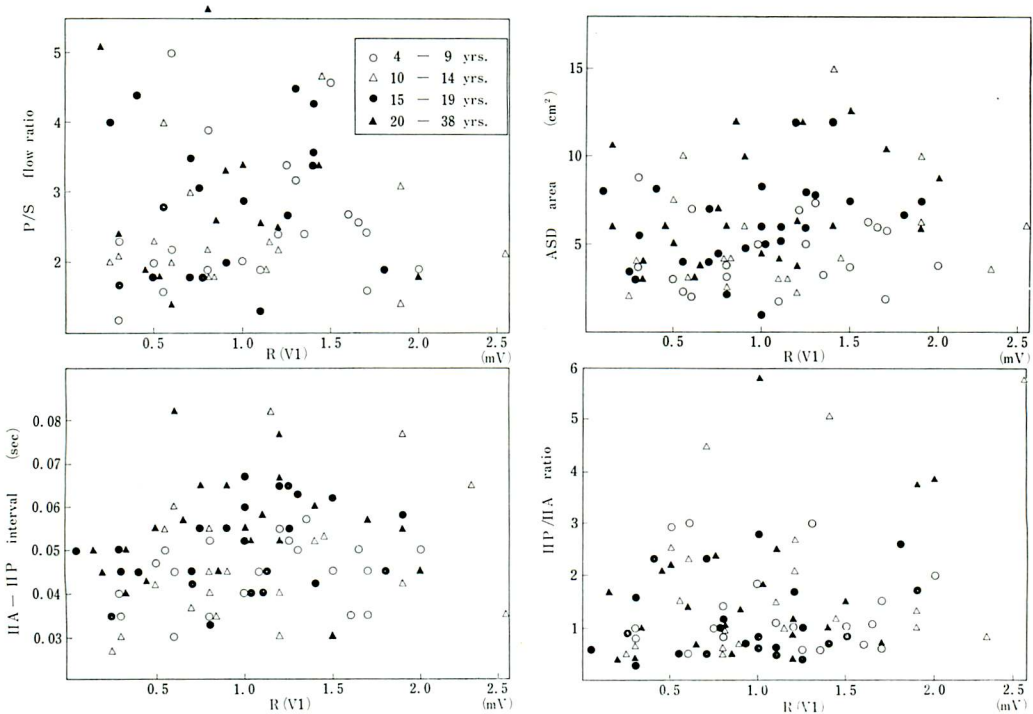 5
4
3
2
P/S flow ratio
○ 4 — 9 yrs.
△ 10 — 14 yrs.
● 15 — 19 yrs.
▲ 20 — 38 yrs.
0.5 1.0 1.5 2.0 2.5
R(V1) (mV)
15
10
5
ASD area (cm²)
0.5 1.0 1.5 2.0 2.5
R(V1) (mV)
0.08
0.07
0.06
0.05
0.04
0.03
IIA — IIP interval (sec)
0.5 1.0 1.5 2.0 2.5
R(V1) (mV)
6
5
4
3
2
1
IIP/IIA ratio
0.5 1.0 1.5 2.0 2.5
R(V1) (mV)